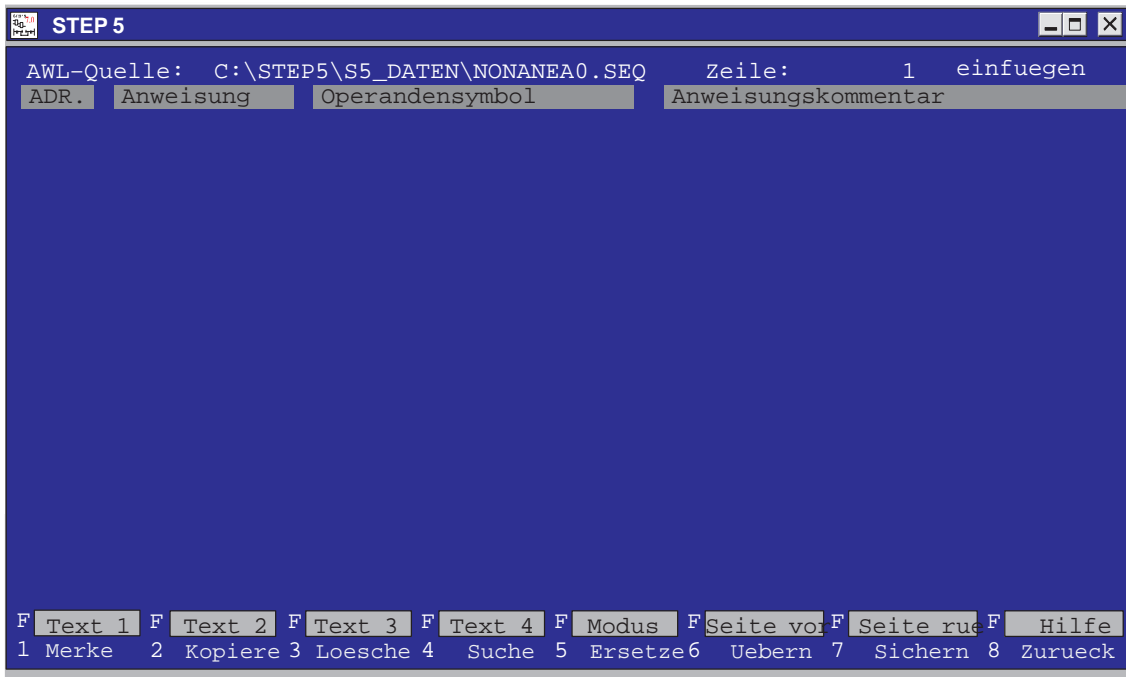 STEP 5
AWL-Quelle: C:\STEP5\S5_DATEN\NONANEA0.SEQ Zeile: 1 einfuegen
ADR. Anweisung Operandensymbol Anweisungskommentar
F Text 1 F Text 2 F Text 3 F Text 4 F Modus F Seite vor F Seite rue F Hilfe
1 Merke 2 Kopiere 3 Loesche 4 Suche 5 Ersetze 6 Uebern 7 Sichern 8 Zurueck